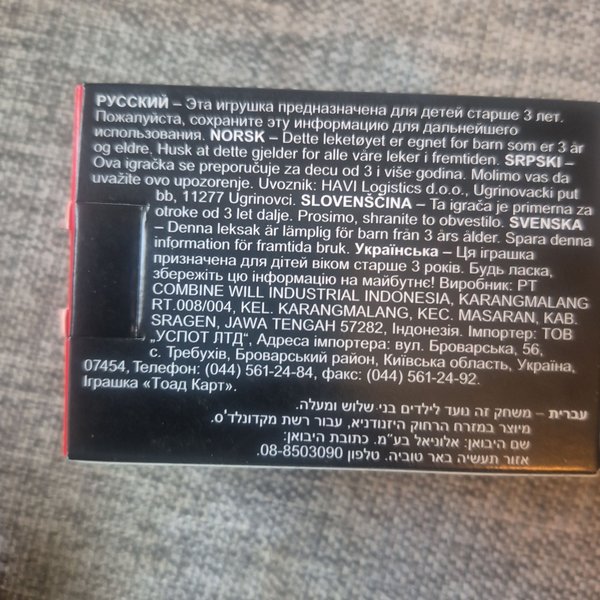 РУССКИЙ – Эта игрушка предназначена для детей старше 3 лет.
Пожалуйста, сохраните эту информацию для дальнейшего
использования. NORSK – Dette leketøyet er egnet for barn som er 3 år
og eldre. Husk at dette gjelder for alle våre leker i fremtiden. SRPSKI –
Ova igračka se preporučuje za decu od 3 i više godina. Molimo vas da
uvažite ovo upozorenje. Uvoznik: HAVI Logistics d.o.o., Ugrinovacki put
bb, 11277 Ugrinovci. SLOVENŠČINA – Ta igrača je primerna za
otroke od 3 let dalje. Prosimo, shranite to obvestilo. SVENSKA
– Denna leksak är lämplig för barn från 3 års ålder. Spara denna
information för framtida bruk. Українська – Ця іграшка
призначена для дітей віком старше 3 років. Будь ласка,
збережіть цю інформацію на майбутнє! Виробник: PT
COMBINE WILL INDUSTRIAL INDONESIA, KARANGMALANG
RT.008/004, KEL. KARANGMALANG, KEC. MASARAN, KAB.
SRAGEN, JAWA TENGAH 57282, Індонезія. Імпортер: ТОВ
„УСПОТ ЛТД“, Адреса імпортера: вул. Броварська, 56,
с. Требухів, Броварський район, Київська область, Україна,
07454, Телефон: (044) 561-24-84, факс: (044) 561-24-92.
Іграшка «Тоад Карт».
עברית – משחק זה נועד לילדים בני שלוש ומעלה.
מיוצר במזרח הרחוק היזנודניא, עבור רשת מקדונלד'ס.
שם היבואן: אלוניאל בע״מ. כתובת היבואן:
אזור תעשיה באר טוביה. טלפון 08-8503090.